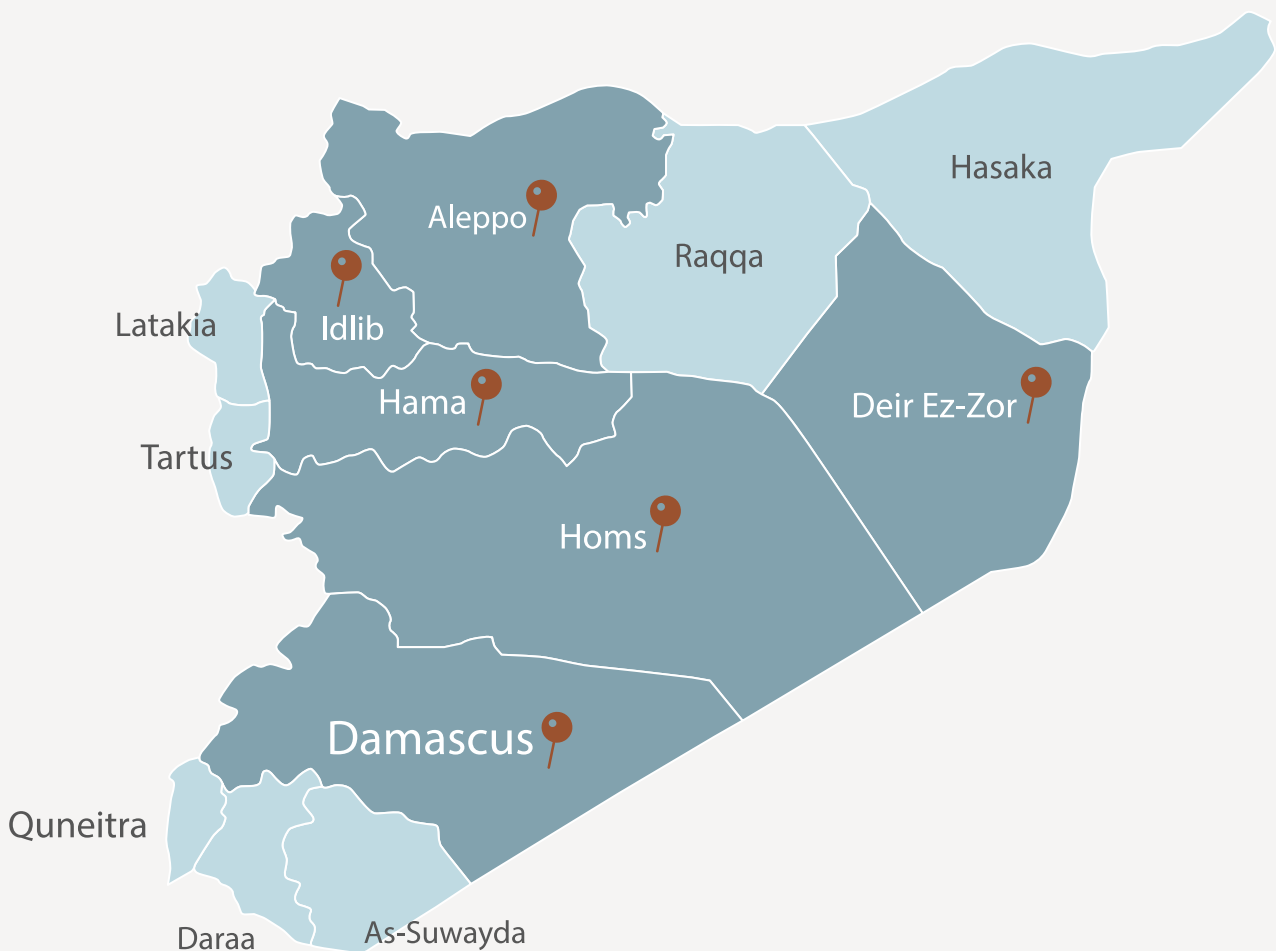 Hasaka
Aleppo
Raqqa
Latakia
Idlib
Hama
Deir Ez-Zor
Tartus
Homs
Damascus
Quneitra
Daraa
As-Suwayda